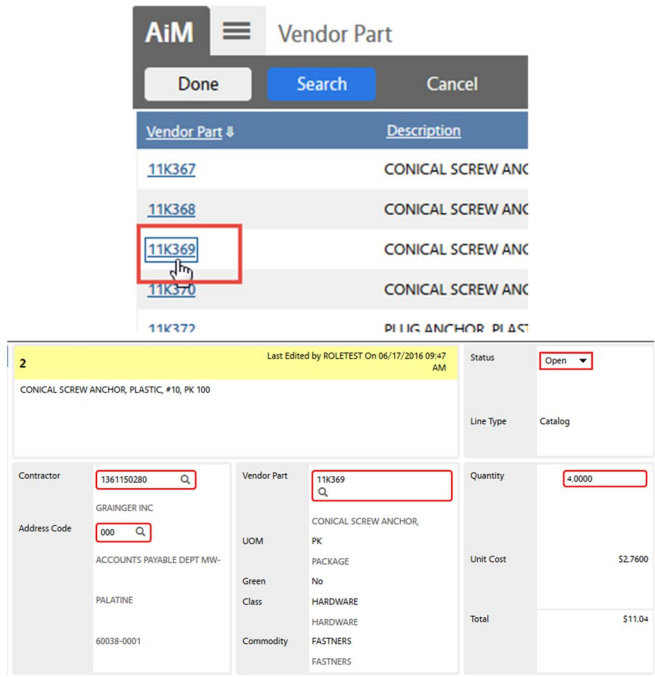 AiM Vendor Part
Done Search Cancel
Vendor Part Description
11K367 CONICAL SCREW ANC
11K368 CONICAL SCREW ANC
11K369 CONICAL SCREW ANC
11K370 CONICAL SCREW ANC
11K372 PLUG ANCHOR, PLAST
2 Last Edited by ROLETEST On 06/17/2016 09:47 AM
CONICAL SCREW ANCHOR, PLASTIC, #10, PK 100
Status Open
Line Type Catalog
Contractor 1361150280
GRAINGER INC
Address Code 000
ACCOUNTS PAYABLE DEPT MW-
PALATINE
60038-0001
Vendor Part 11K369
CONICAL SCREW ANCHOR,
UOM PK
PACKAGE
Green No
Class HARDWARE
HARDWARE
Commodity FASTNERS
FASTNERS
Quantity 4.0000
Unit Cost $2.7600
Total $11.04